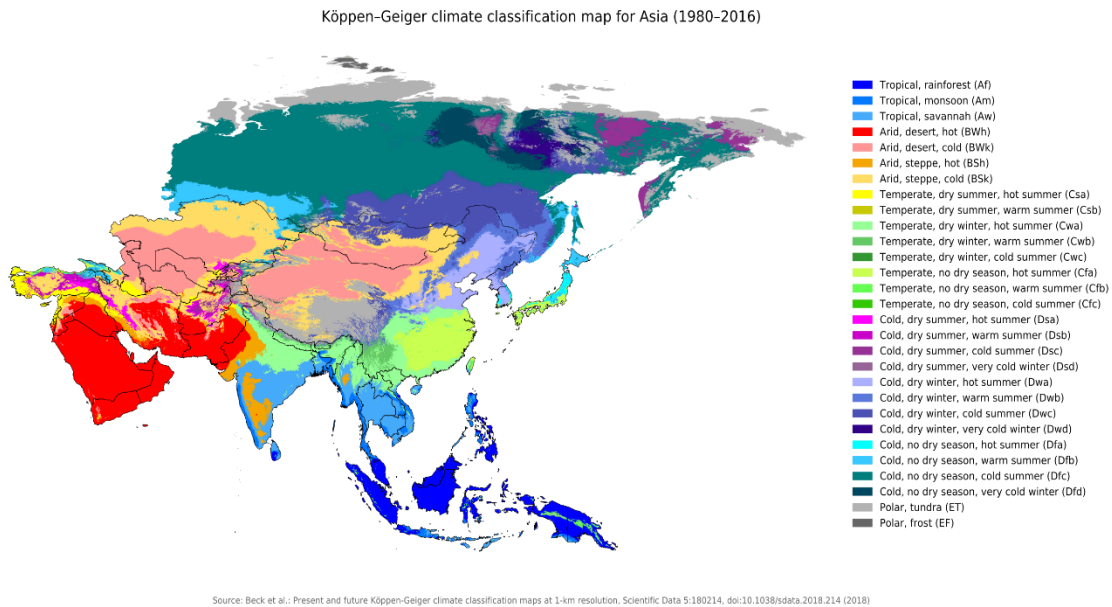 Köppen–Geiger climate classification map for Asia (1980–2016)
Tropical, rainforest (Af)
Tropical, monsoon (Am)
Tropical, savannah (Aw)
Arid, desert, hot (BWh)
Arid, desert, cold (BWk)
Arid, steppe, hot (BSh)
Arid, steppe, cold (BSk)
Temperate, dry summer, hot summer (Csa)
Temperate, dry summer, warm summer (Csb)
Temperate, dry winter, hot summer (Cwa)
Temperate, dry winter, warm summer (Cwb)
Temperate, dry winter, cold summer (Cwc)
Temperate, no dry season, hot summer (Cfa)
Temperate, no dry season, warm summer (Cfb)
Temperate, no dry season, cold summer (Cfc)
Cold, dry summer, hot summer (Dsa)
Cold, dry summer, warm summer (Dsb)
Cold, dry summer, cold summer (Dsc)
Cold, dry summer, very cold winter (Dsd)
Cold, dry winter, hot summer (Dwa)
Cold, dry winter, warm summer (Dwb)
Cold, dry winter, cold summer (Dwc)
Cold, dry winter, very cold winter (Dwd)
Cold, no dry season, hot summer (Dfa)
Cold, no dry season, warm summer (Dfb)
Cold, no dry season, cold summer (Dfc)
Cold, no dry season, very cold winter (Dfd)
Polar, tundra (ET)
Polar, frost (EF)
Source: Beck et al.: Present and future Köppen-Geiger climate classification maps at 1-km resolution, Scientific Data 5:180214, doi:10.1038/sdata.2018.214 (2018)